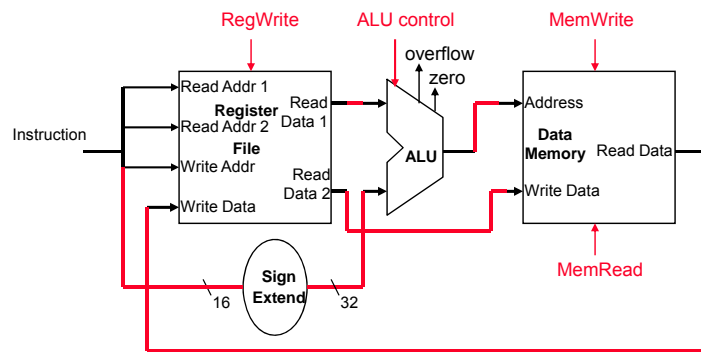 RegWrite
ALU control
MemWrite
overflow
zero
Instruction
Read Addr 1
Register
Read Addr 2
File
Write Addr
Write Data
Read
Data 1
Read
Data 2
ALU
Address
Data
Memory
Read Data
Write Data
MemRead
Sign
Extend
16
32